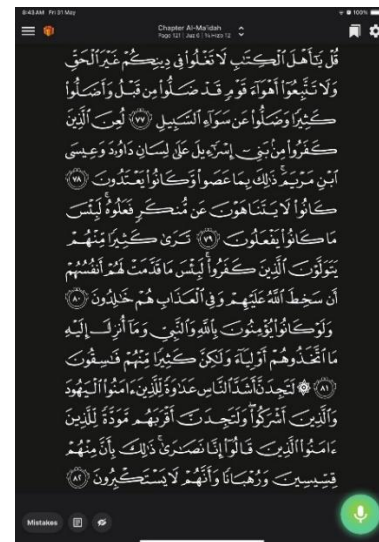 8:43 AM Fri 31 May
100%
Chapter Al-Ma'idah
Page 121 | Juz 6 | ¼ Hizb 12
قُلْ يَٰٓأَهْلَ ٱلْكِتَٰبِ لَا تَغْلُوا۟ فِى دِينِكُمْ غَيْرَ ٱلْحَقِّ
وَلَا تَتَّبِعُوٓا۟ أَهْوَآءَ قَوْمٍ قَدْ ضَلُّوا۟ مِن قَبْلُ وَأَضَلُّوا۟
كَثِيرًا وَضَلُّوا۟ عَن سَوَآءِ ٱلسَّبِيلِ ٧٧ لُعِنَ ٱلَّذِينَ
كَفَرُوا۟ مِنۢ بَنِىٓ إِسْرَٰٓءِيلَ عَلَىٰ لِسَانِ دَاوُۥدَ وَعِيسَى
ٱبْنِ مَرْيَمَ ۚ ذَٰلِكَ بِمَا عَصَوا۟ وَّكَانُوا۟ يَعْتَدُونَ ٧٨
كَانُوا۟ لَا يَتَنَاهَوْنَ عَن مُّنكَرٍ فَعَلُوهُ ۚ لَبِئْسَ
مَا كَانُوا۟ يَفْعَلُونَ ٧٩ تَرَىٰ كَثِيرًا مِّنْهُمْ
يَتَوَلَّوْنَ ٱلَّذِينَ كَفَرُوا۟ ۚ لَبِئْسَ مَا قَدَّمَتْ لَهُمْ أَنفُسُهُمْ
أَن سَخِطَ ٱللَّهُ عَلَيْهِمْ وَفِى ٱلْعَذَابِ هُمْ خَٰلِدُونَ ٨٠
وَلَوْ كَانُوا۟ يُؤْمِنُونَ بِٱللَّهِ وَٱلنَّبِىِّ وَمَآ أُنزِلَ إِلَيْهِ
مَا ٱتَّخَذُوهُمْ أَوْلِيَآءَ وَلَٰكِنَّ كَثِيرًا مِّنْهُمْ فَٰسِقُونَ
٨١ ۞ لَتَجِدَنَّ أَشَدَّ ٱلنَّاسِ عَدَٰوَةً لِّلَّذِينَ ءَامَنُوا۟ ٱلْيَهُودَ
وَٱلَّذِينَ أَشْرَكُوا۟ ۖ وَلَتَجِدَنَّ أَقْرَبَهُم مَّوَدَّةً لِّلَّذِينَ
ءَامَنُوا۟ ٱلَّذِينَ قَالُوٓا۟ إِنَّا نَصَٰرَىٰ ۚ ذَٰلِكَ بِأَنَّ مِنْهُمْ
قِسِّيسِينَ وَرُهْبَانًا وَأَنَّهُمْ لَا يَسْتَكْبِرُونَ ٨٢
Mistakes